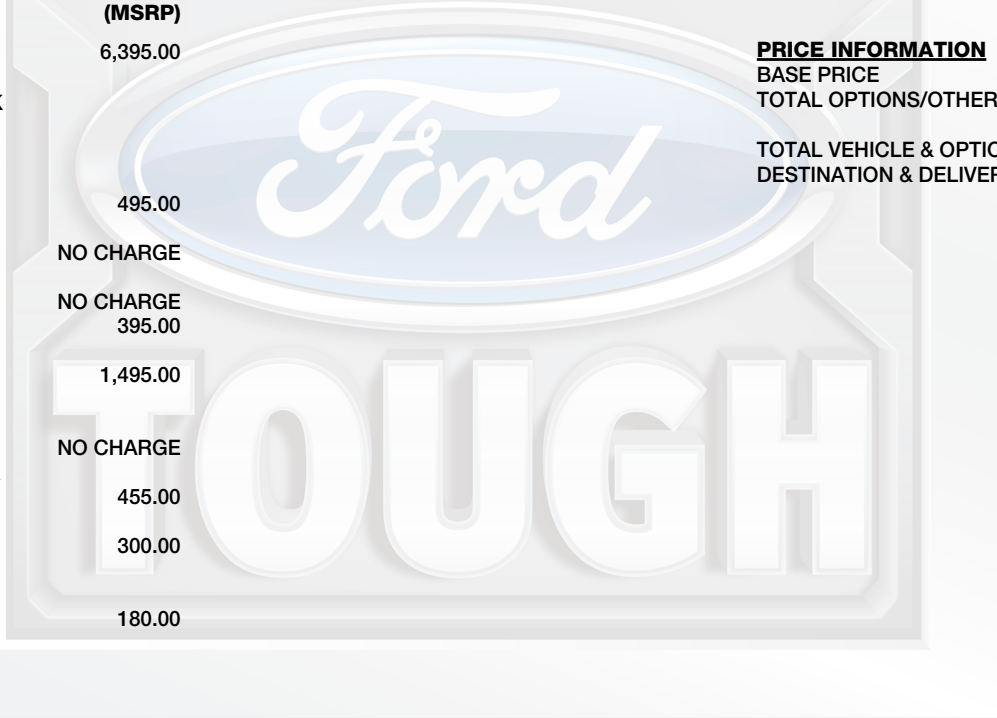 (MSRP)
6,395.00
495.00
NO CHARGE
NO CHARGE
395.00
1,495.00
NO CHARGE
455.00
300.00
180.00
PRICE INFORMATION
BASE PRICE
TOTAL OPTIONS/OTHER
TOTAL VEHICLE & OPTIO
DESTINATION & DELIVER
Ford
TOUGH